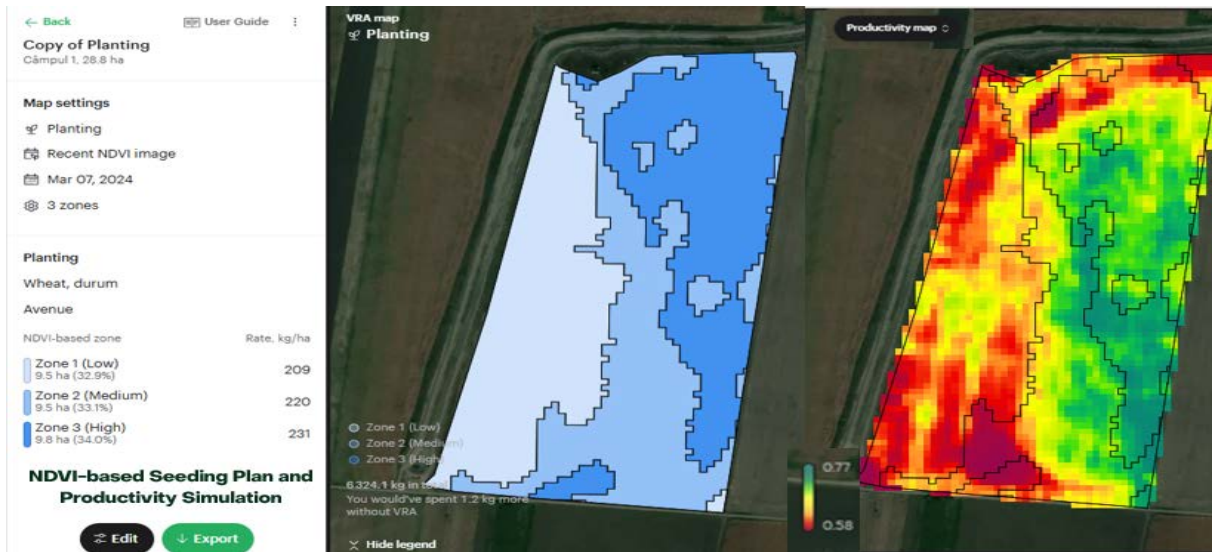 ← Back
User Guide
Copy of Planting
Câmpul 1, 28.8 ha
Map settings
Planting
Recent NDVI image
Mar 07, 2024
3 zones
Planting
Wheat, durum
Avenue
NDVI-based zone Rate, kg/ha
Zone 1 (Low) 209
9.5 ha (32.9%)
Zone 2 (Medium) 220
9.5 ha (33.1%)
Zone 3 (High) 231
9.8 ha (34.0%)
NDVI-based Seeding Plan and
Productivity Simulation
Edit
Export
VRA map
Planting
Zone 1 (Low)
Zone 2 (Medium)
Zone 3 (High)
6 324.1 kg in total
You would've spent 1.2 kg more
without VRA
Hide legend
Productivity map
0.77
0.58